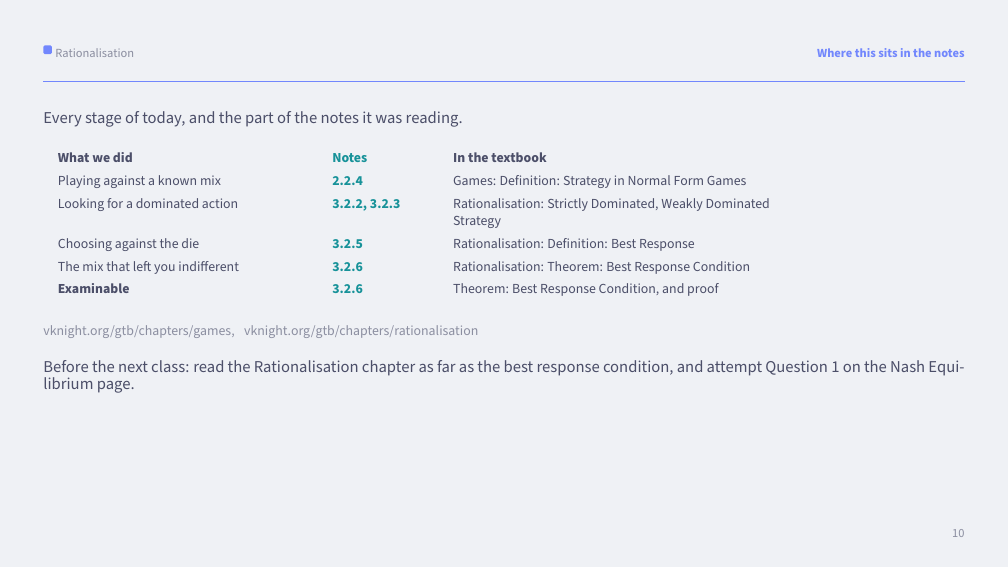 Rationalisation
Where this sits in the notes
Every stage of today, and the part of the notes it was reading.
What we did Notes In the textbook
Playing against a known mix 2.2.4 Games: Definition: Strategy in Normal Form Games
Looking for a dominated action 3.2.2, 3.2.3 Rationalisation: Strictly Dominated, Weakly Dominated
Strategy
Choosing against the die 3.2.5 Rationalisation: Definition: Best Response
The mix that left you indifferent 3.2.6 Rationalisation: Theorem: Best Response Condition
Examinable 3.2.6 Theorem: Best Response Condition, and proof
vknight.org/gtb/chapters/games, vknight.org/gtb/chapters/rationalisation
Before the next class: read the Rationalisation chapter as far as the best response condition, and attempt Question 1 on the Nash Equi-
librium page.
10